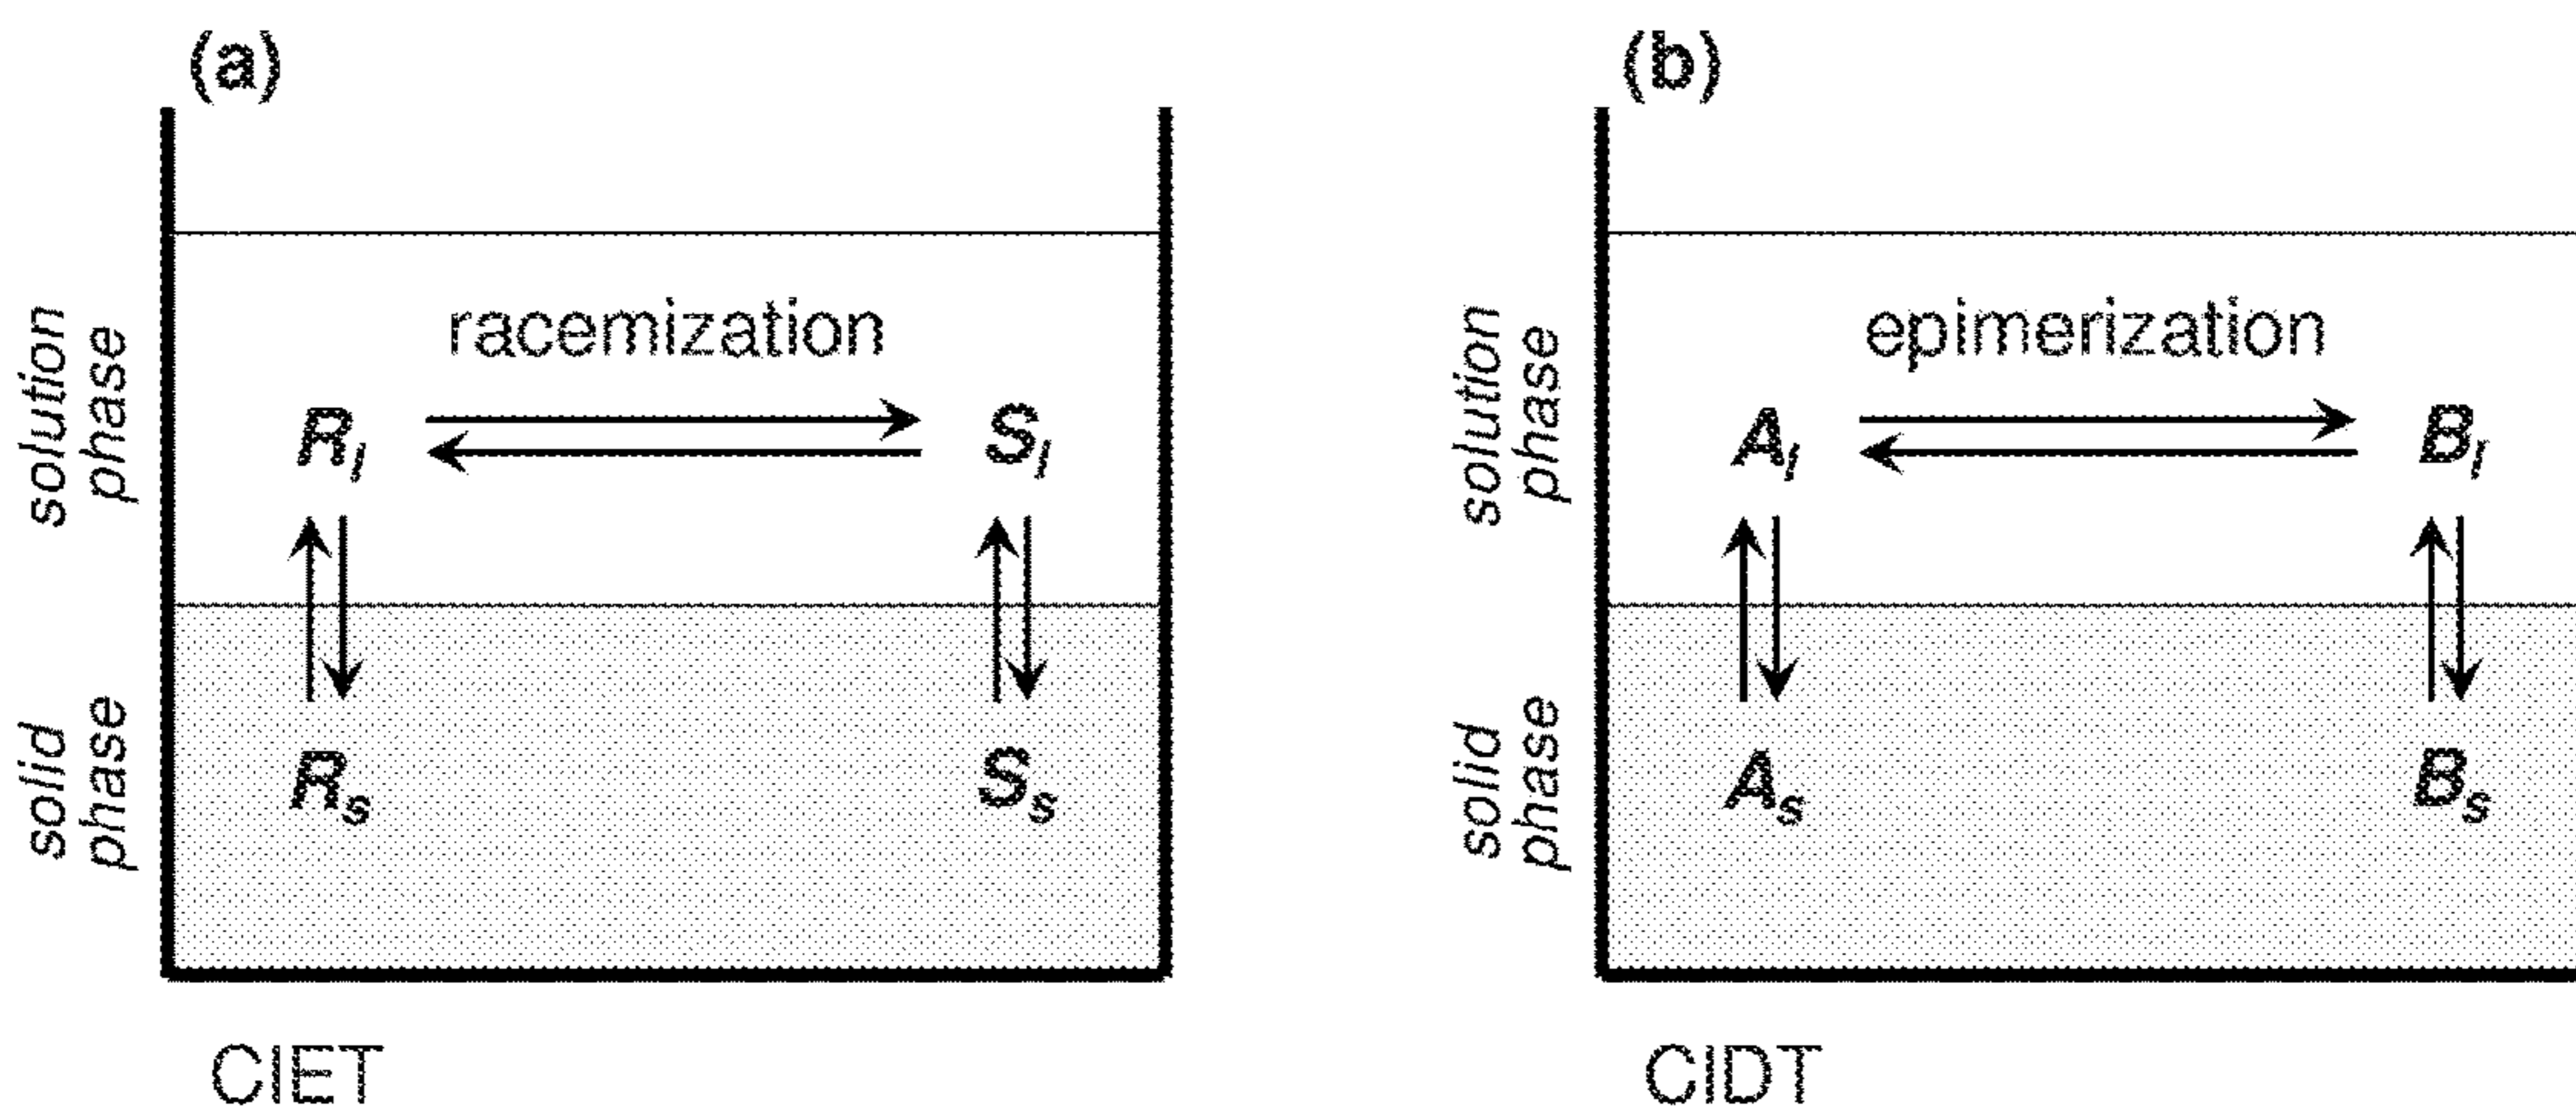 (a)
solution
phase
racemization
R_l
S_l
solid
phase
R_s
S_s
CIET
(b)
solution
phase
epimerization
A_l
B_l
solid
phase
A_s
B_s
CIDT